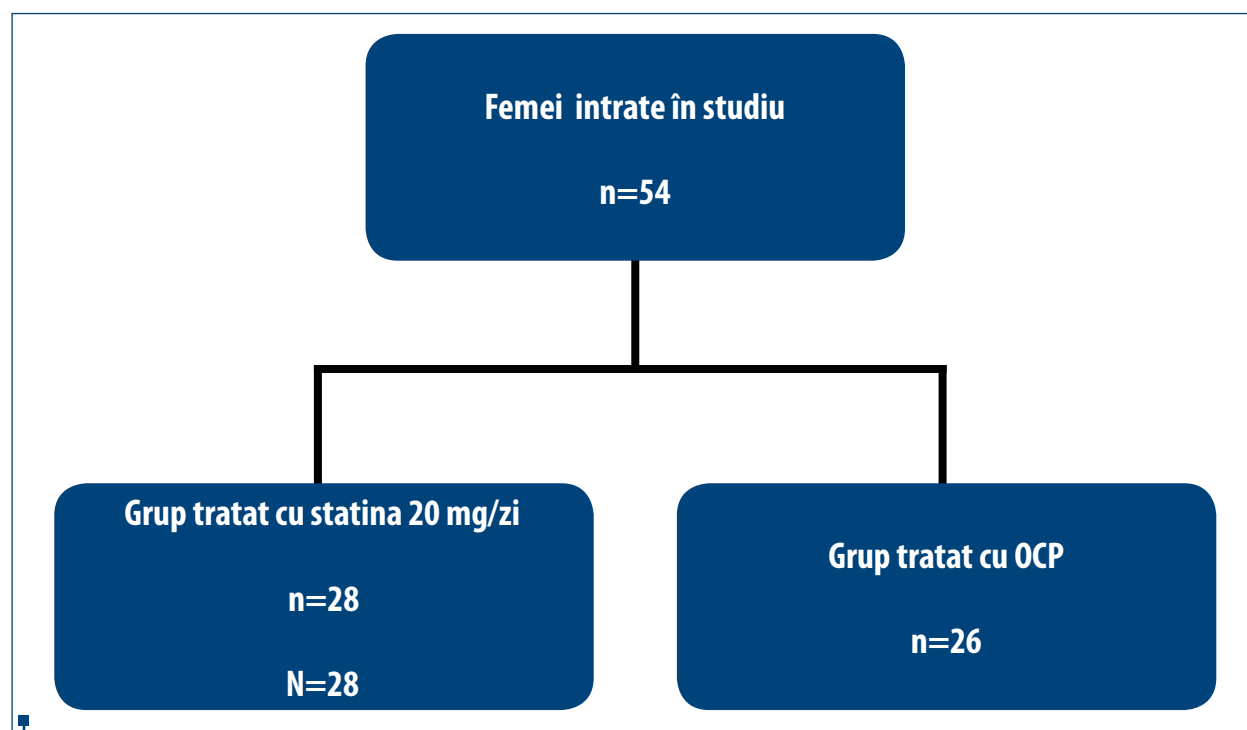 Femei intrate în studiu
n=54
Grup tratat cu statina 20 mg/zi
n=28
N=28
Grup tratat cu OCP
n=26